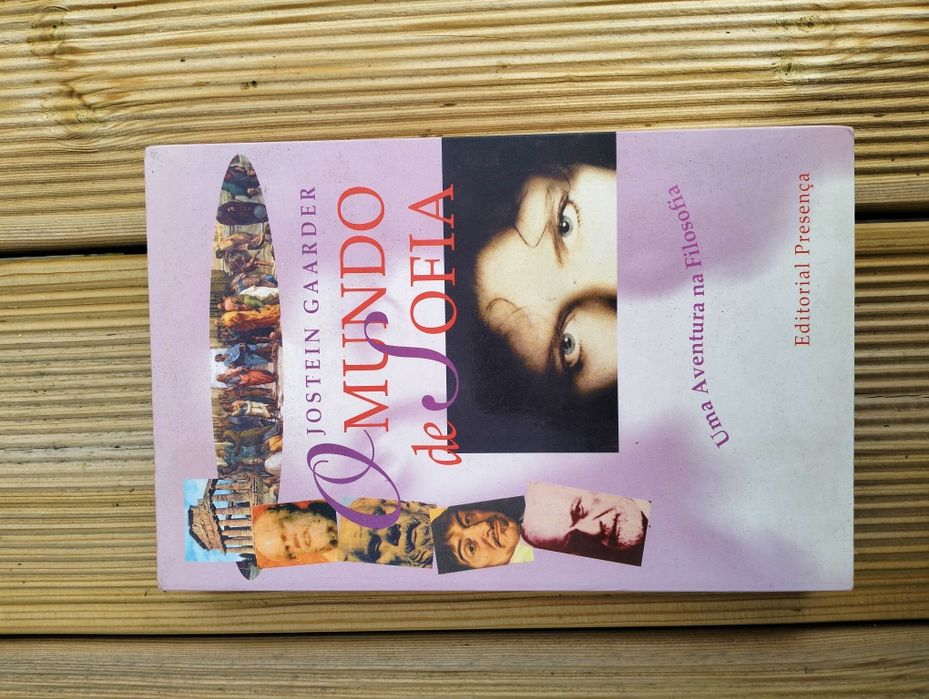 JOSTEIN GAARDER
O MUNDO
de SOFIA
Uma Aventura na Filosofia
Editorial Presença